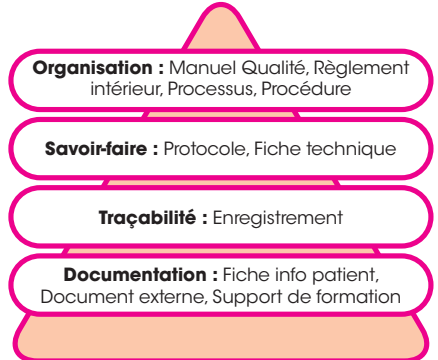 Organisation : Manuel Qualité, Règlement
intérieur, Processus, Procédure
Savoir-faire : Protocole, Fiche technique
Traçabilité : Enregistrement
Documentation : Fiche info patient,
Document externe, Support de formation